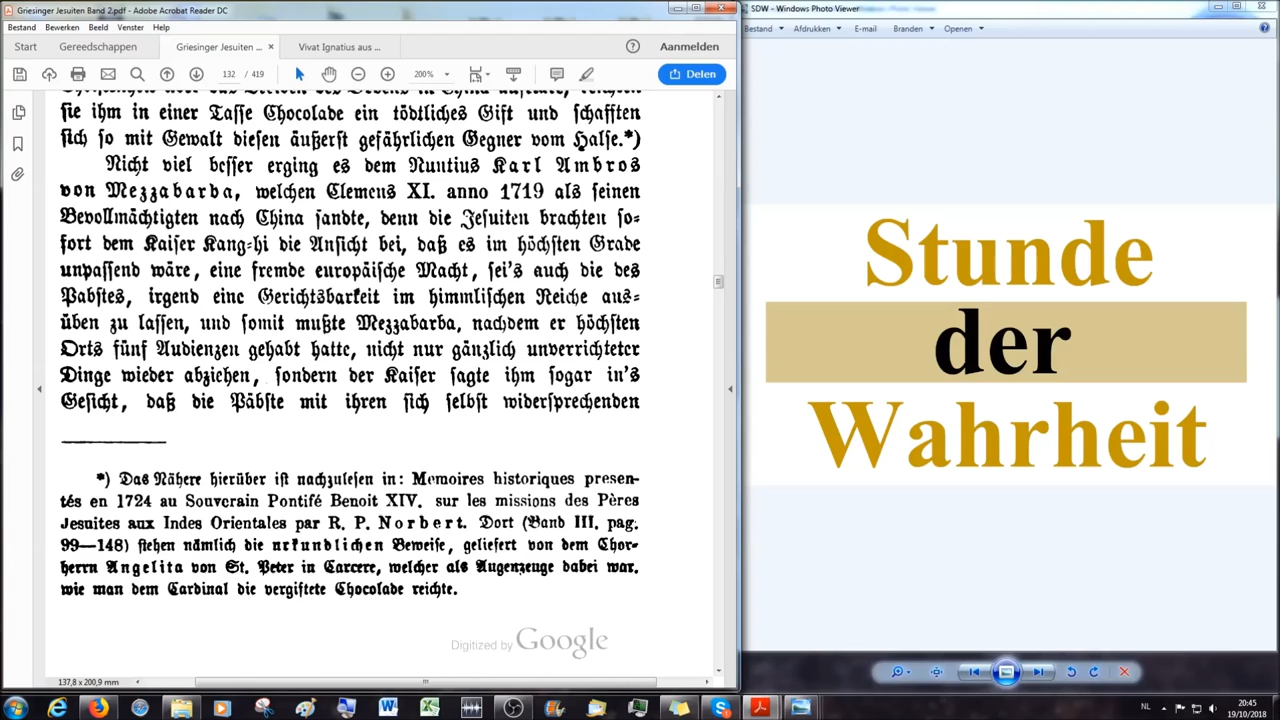 Griesinger Jesuiten Band 2.pdf - Adobe Acrobat Reader DC
Bestand Bewerken Beeld Venster Help
Start Gereedschappen Griesinger Jesuiten ... × Vivat Ignatius aus ... Aanmelden
132 / 419 200% Delen
sie ihm in einer Tasse Chocolade ein tödtliches Gift und schafften
sich so mit Gewalt diesen äußerst gefährlichen Gegner vom Halse.*)
Nicht viel besser erging es dem Nuntius Karl Ambros
von Mezzabarba, welchen Clemens XI. anno 1719 als seinen
Bevollmächtigten nach China sandte, denn die Jesuiten brachten so=
fort dem Kaiser Kang=hi die Ansicht bei, daß es im höchsten Grade
unpassend wäre, eine fremde europäische Macht, sei's auch die des
Pabstes, irgend eine Gerichtsbarkeit im himmlischen Reiche aus=
üben zu lassen, und somit mußte Mezzabarba, nachdem er höchsten
Orts fünf Audienzen gehabt hatte, nicht nur gänzlich unverrichteter
Dinge wieder abziehen, sondern der Kaiser sagte ihm sogar in's
Gesicht, daß die Päbste mit ihren sich selbst widersprechenden
*) Das Nähere hierüber ist nachzulesen in: Memoires historiques presen-
tés en 1724 au Souverain Pontifé Benoit XIV. sur les missions des Pères
Jesuites aux Indes Orientales par R. P. Norbert. Dort (Band III. pag.
99—148) stehen nämlich die urkundlichen Beweise, geliefert von dem Chor=
herrn Angelita von St. Peter in Carcere, welcher als Augenzeuge dabei war,
wie man dem Cardinal die vergiftete Chocolade reichte.
Digitized by Google
137,8 x 200,9 mm
SDW - Windows Photo Viewer
Bestand Afdrukken E-mail Branden Openen
Stunde
der
Wahrheit
NL 20:45
19/10/2018